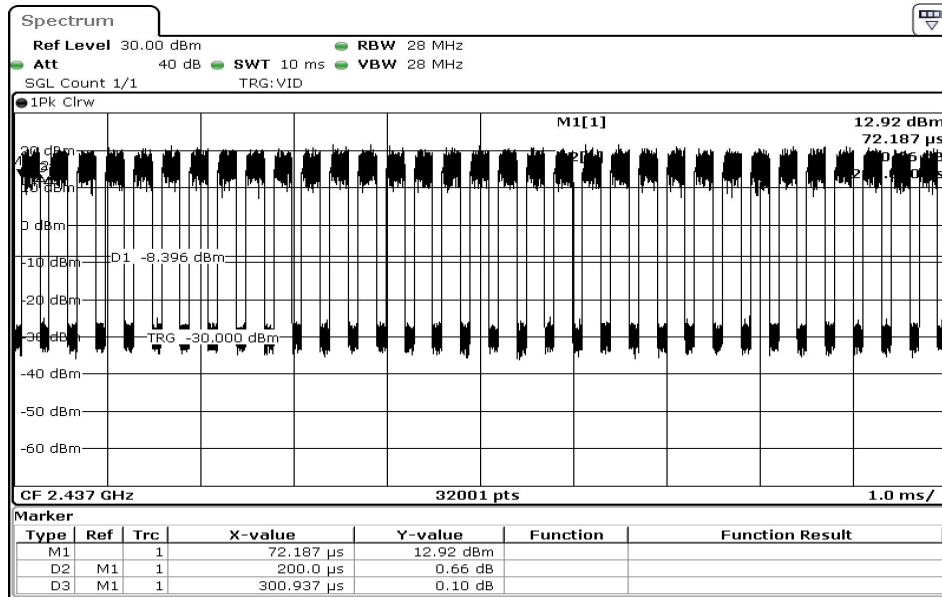 Spectrum
Ref Level 30.00 dBm RBW 28 MHz
Att 40 dB SWT 10 ms VBW 28 MHz
SGL Count 1/1 TRG:VID
1Pk Clrw
M1[1] 12.92 dBm
72.187 µs
20 dBm
10 dBm
0 dBm
D1 -8.396 dBm
-10 dBm
-20 dBm
TRG -30.000 dBm
-40 dBm
-50 dBm
-60 dBm
CF 2.437 GHz 32001 pts 1.0 ms/
Marker
Type Ref Trc X-value Y-value Function Function Result
M1 1 72.187 µs 12.92 dBm
D2 M1 1 200.0 µs 0.66 dB
D3 M1 1 300.937 µs 0.10 dB